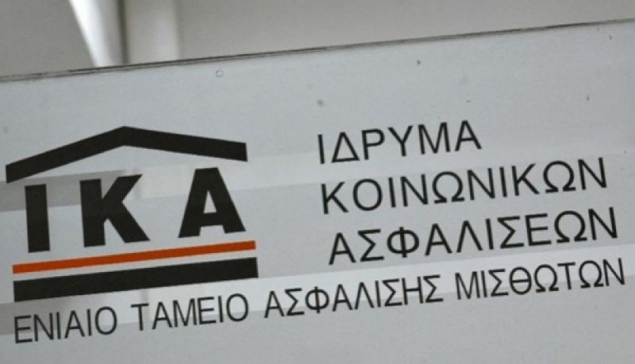 ΙΚΑ
ΙΔΡΥΜΑ
ΚΟΙΝΩΝΙΚΩΝ
ΑΣΦΑΛΙΣΕΩΝ
ΕΝΙΑΙΟ ΤΑΜΕΙΟ ΑΣΦΑΛΙΣΗΣ ΜΙΣΘΩΤΩΝ